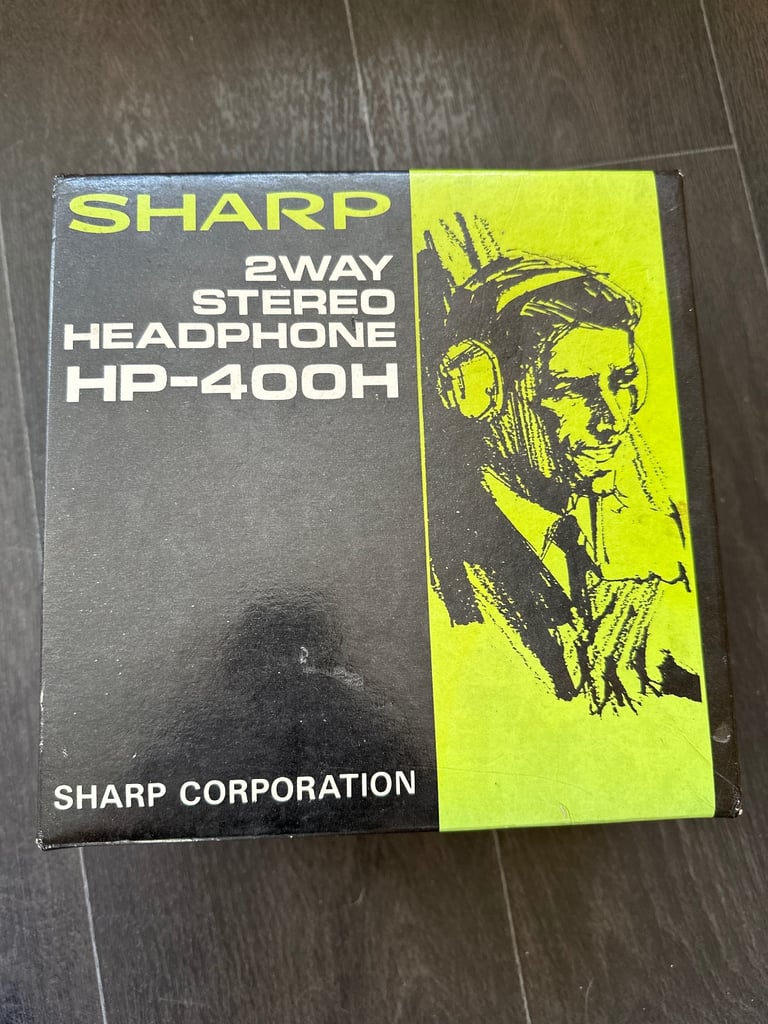 SHARP
2WAY
STEREO
HEADPHONE
HP-400H
SHARP CORPORATION